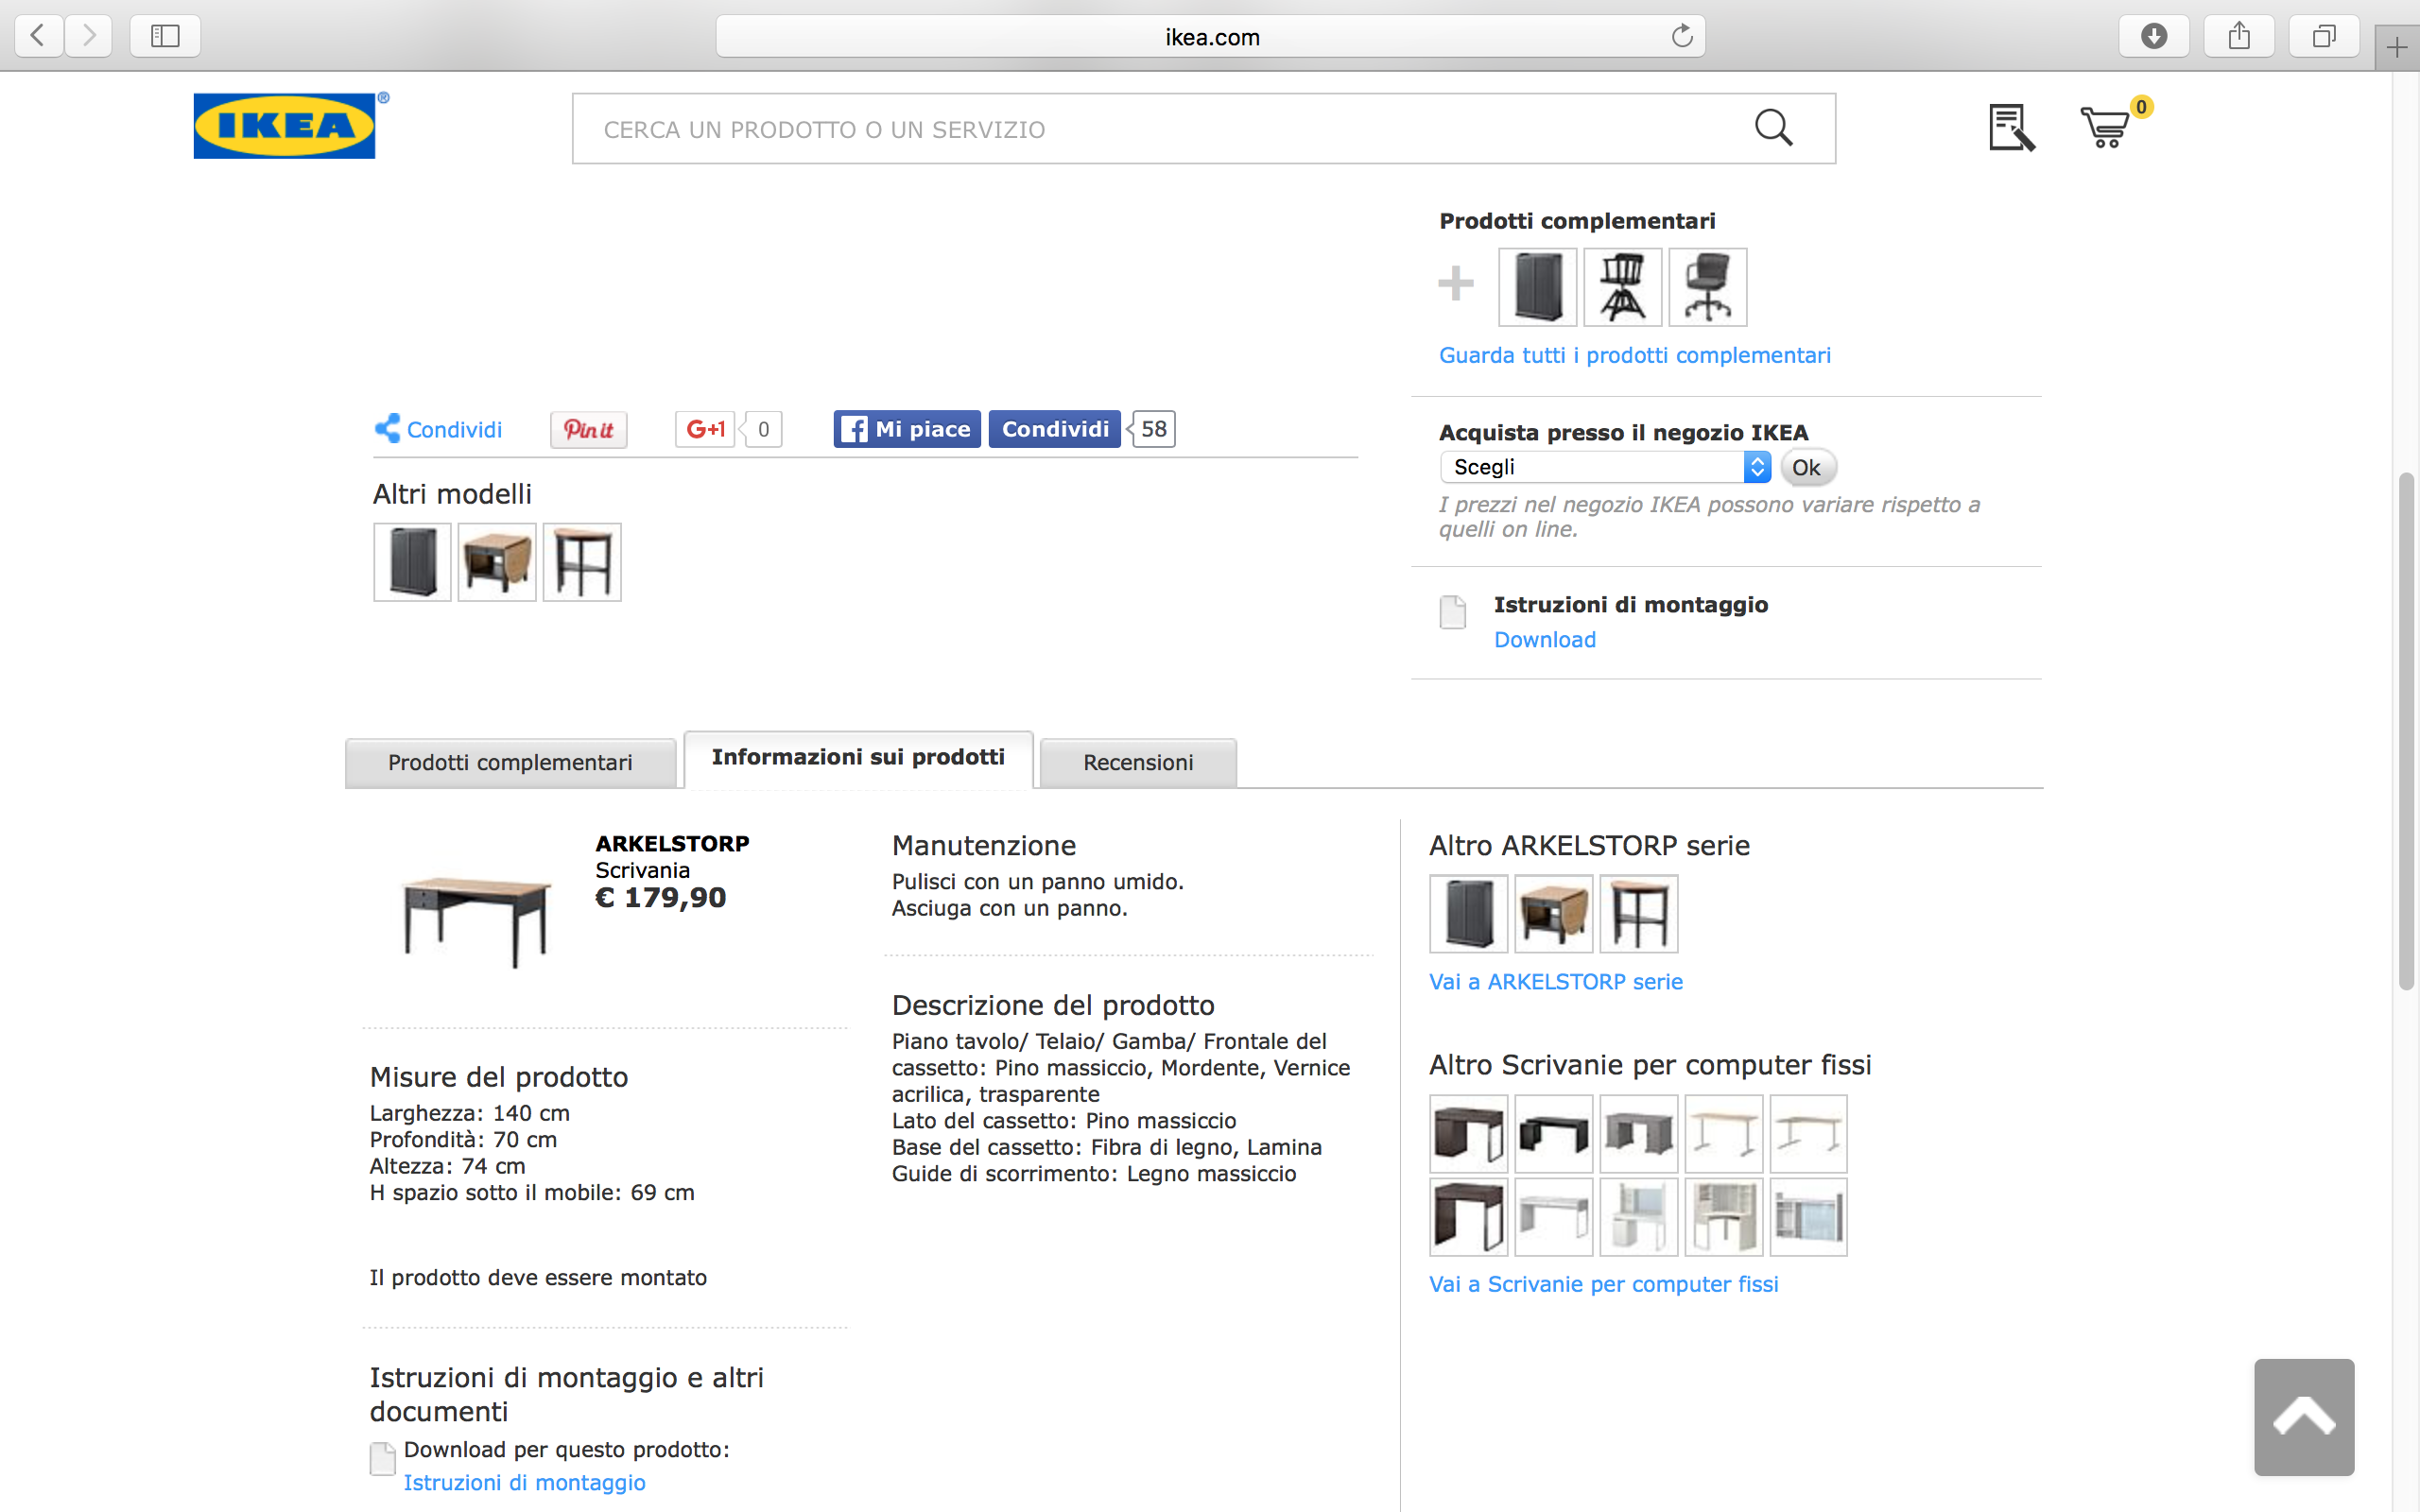 ikea.com
IKEA ®
CERCA UN PRODOTTO O UN SERVIZIO
0
Prodotti complementari
Guarda tutti i prodotti complementari
Condividi
Pin it
G+1
0
Mi piace
Condividi
58
Acquista presso il negozio IKEA
Scegli
Ok
I prezzi nel negozio IKEA possono variare rispetto a
quelli on line.
Altri modelli
Istruzioni di montaggio
Download
Prodotti complementari
Informazioni sui prodotti
Recensioni
ARKELSTORP
Scrivania
€ 179,90
Misure del prodotto
Larghezza: 140 cm
Profondità: 70 cm
Altezza: 74 cm
H spazio sotto il mobile: 69 cm
Il prodotto deve essere montato
Istruzioni di montaggio e altri
documenti
Download per questo prodotto:
Istruzioni di montaggio
Manutenzione
Pulisci con un panno umido.
Asciuga con un panno.
Descrizione del prodotto
Piano tavolo/ Telaio/ Gamba/ Frontale del
cassetto: Pino massiccio, Mordente, Vernice
acrilica, trasparente
Lato del cassetto: Pino massiccio
Base del cassetto: Fibra di legno, Lamina
Guide di scorrimento: Legno massiccio
Altro ARKELSTORP serie
Vai a ARKELSTORP serie
Altro Scrivanie per computer fissi
Vai a Scrivanie per computer fissi